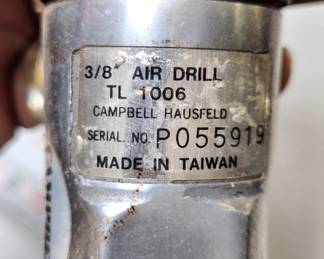 3/8" AIR DRILL
TL 1006
CAMPBELL HAUSFELD
SERIAL NO. P055919
MADE IN TAIWAN